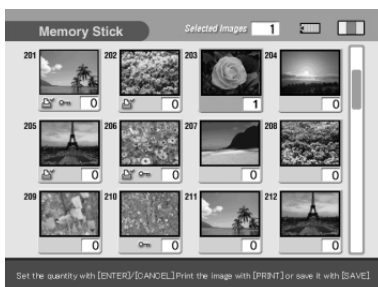 Memory Stick Selected Images 1
201 202 203 204
0 0 1 0
205 206 207 208
0 0 0 0
209 210 211 212
0 0 0 0
Set the quantity with [ENTER]/[CANCEL].Print the image with [PRINT] or save it with [SAVE].